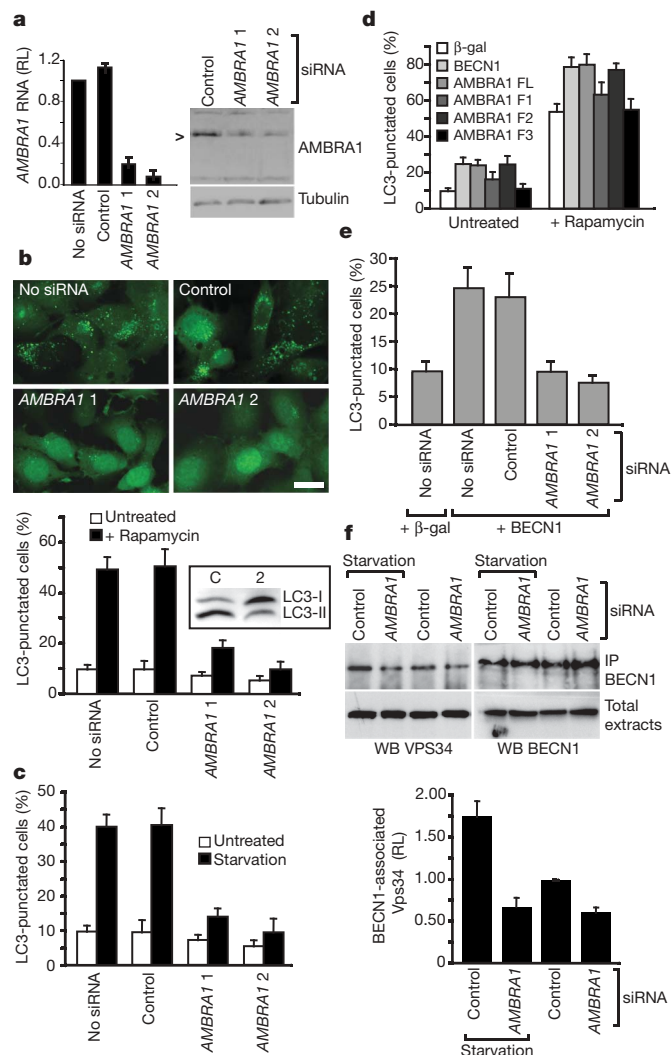 a
AMBRA1 RNA (RL)
1.2
0.8
0.4
0.0
No siRNA
Control
AMBRA1 1
AMBRA1 2
Control
AMBRA1 1
AMBRA1 2
siRNA
>
AMBRA1
Tubulin
b
No siRNA
Control
AMBRA1 1
AMBRA1 2
LC3-punctated cells (%)
60
50
40
30
20
10
0
Untreated
+ Rapamycin
C 2
LC3-I
LC3-II
No siRNA
Control
AMBRA1 1
AMBRA1 2
c
LC3-punctated cells (%)
50
40
30
20
10
0
Untreated
Starvation
No siRNA
Control
AMBRA1 1
AMBRA1 2
d
LC3-punctated cells (%)
80
60
40
20
0
β-gal
BECN1
AMBRA1 FL
AMBRA1 F1
AMBRA1 F2
AMBRA1 F3
Untreated
+ Rapamycin
e
LC3-punctated cells (%)
30
25
20
15
10
5
0
No siRNA
No siRNA
Control
AMBRA1 1
AMBRA1 2
siRNA
+ β-gal
+ BECN1
f
Starvation
Starvation
Control
AMBRA1
Control
AMBRA1
Control
AMBRA1
Control
AMBRA1
siRNA
IP
BECN1
Total
extracts
WB VPS34
WB BECN1
BECN1-associated
Vps34 (RL)
2.00
1.50
1.00
0.50
0
Control
AMBRA1
Control
AMBRA1
siRNA
Starvation